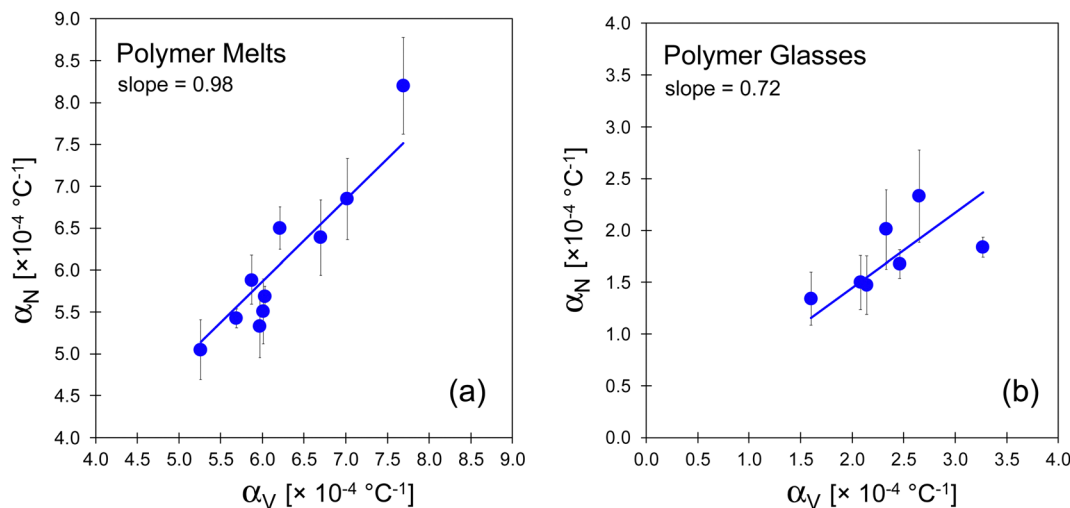 Polymer Melts
slope = 0.98
9.0
8.5
8.0
7.5
7.0
6.5
6.0
5.5
5.0
4.5
4.0
αN [×10-4 °C-1]
(a)
4.0 4.5 5.0 5.5 6.0 6.5 7.0 7.5 8.0 8.5 9.0
αV [× 10-4 °C-1]
Polymer Glasses
slope = 0.72
4.0
3.5
3.0
2.5
2.0
1.5
1.0
0.5
0.0
αN [×10-4 °C-1]
(b)
0.0 0.5 1.0 1.5 2.0 2.5 3.0 3.5 4.0
αV [× 10-4 °C-1]